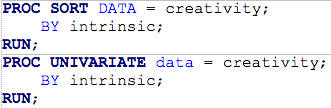 PROC SORT DATA = creativity;
BY intrinsic;
RUN;
PROC UNIVARIATE data = creativity;
BY intrinsic;
RUN;